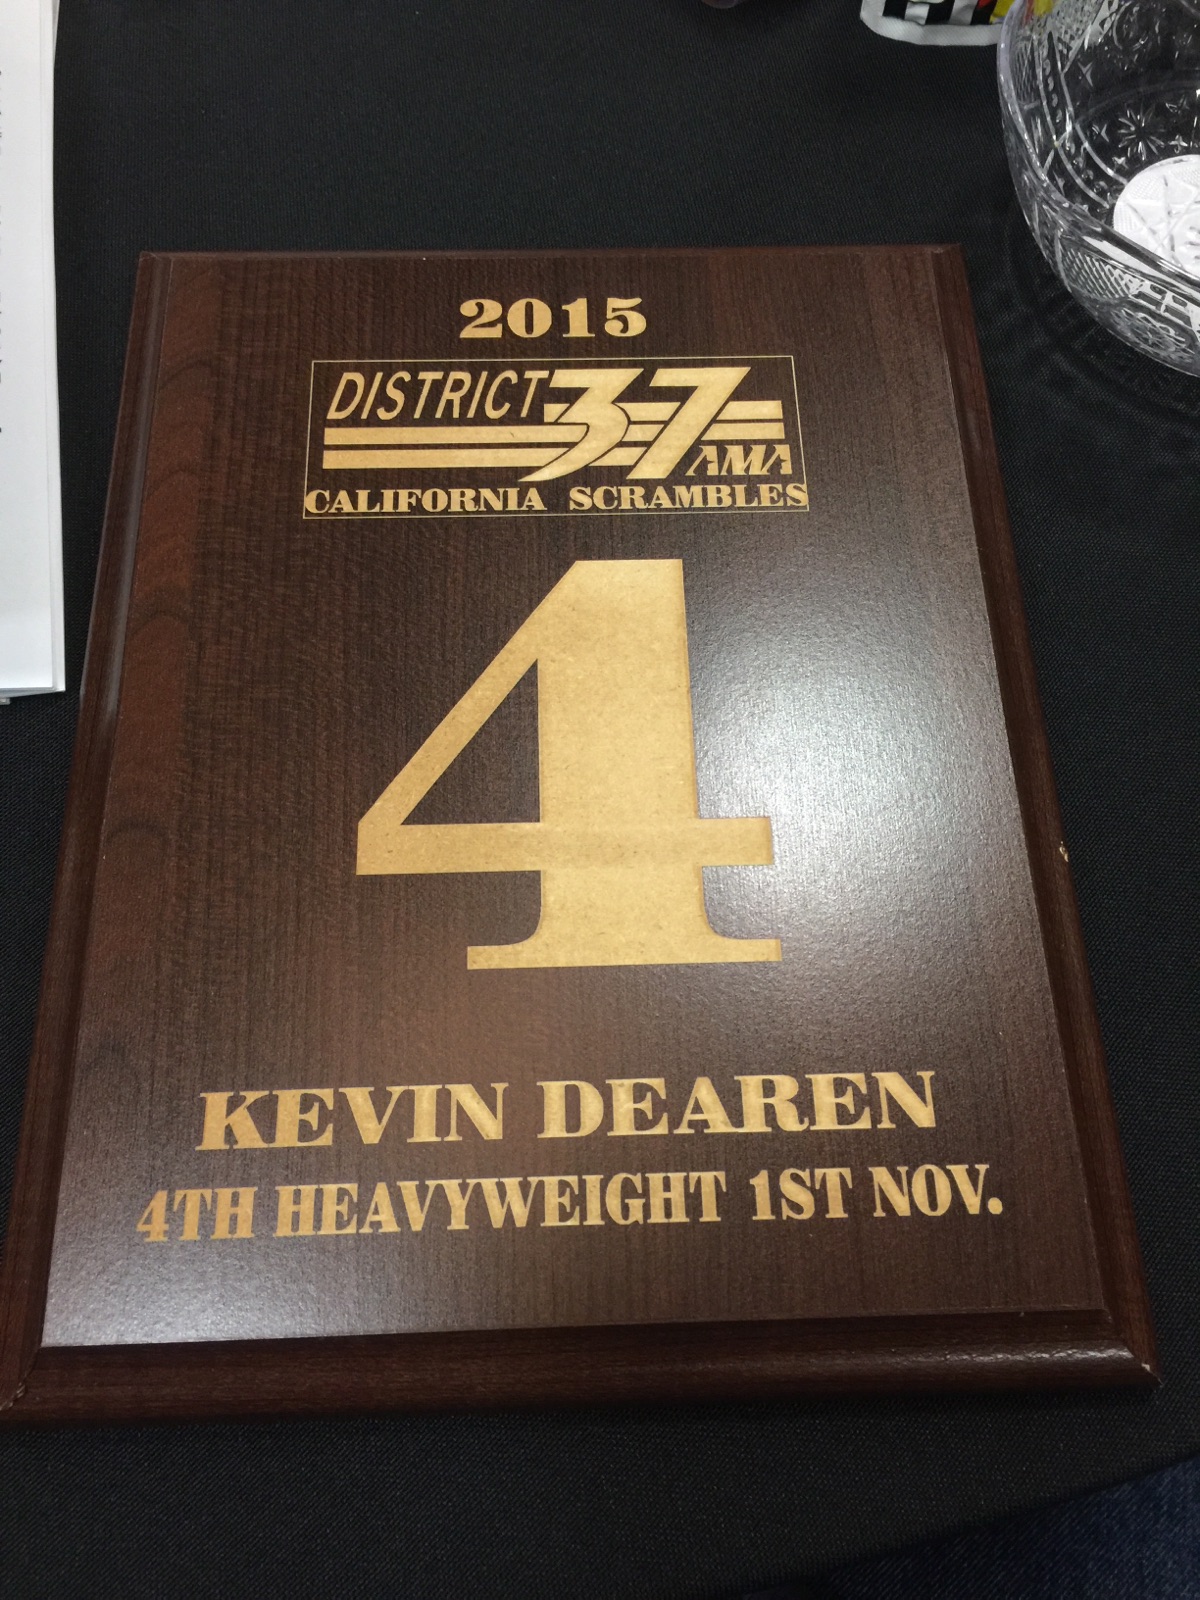 2015
DISTRICT 37
AMA
CALIFORNIA SCRAMBLES
4
KEVIN DEAREN
4TH HEAVYWEIGHT 1ST NOV.